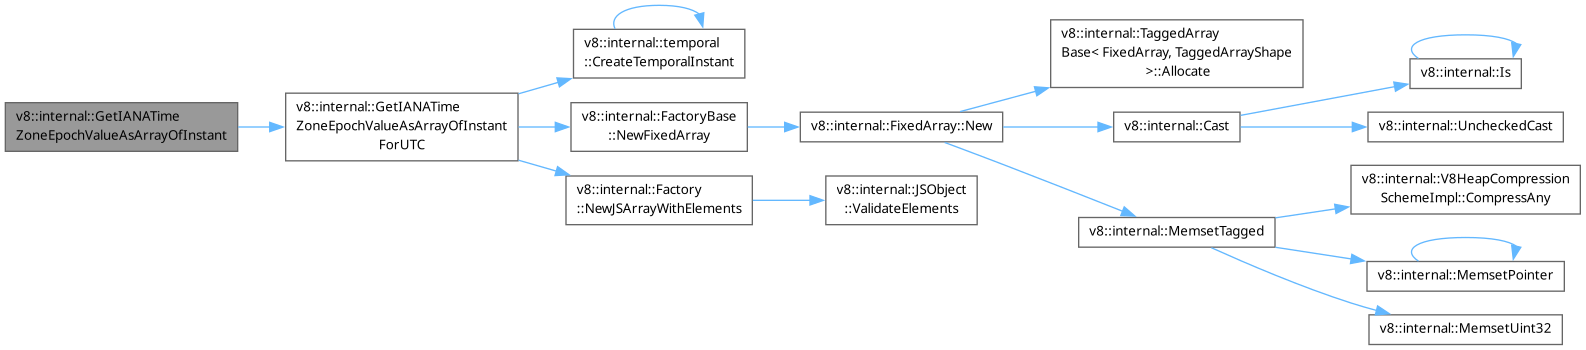 v8::internal::GetIANATime
ZoneEpochValueAsArrayOfInstant
v8::internal::GetIANATime
ZoneEpochValueAsArrayOfInstant
ForUTC
v8::internal::temporal
::CreateTemporalInstant
v8::internal::FactoryBase
::NewFixedArray
v8::internal::Factory
::NewJSArrayWithElements
v8::internal::FixedArray::New
v8::internal::JSObject
::ValidateElements
v8::internal::TaggedArray
Base< FixedArray, TaggedArrayShape
>::Allocate
v8::internal::Cast
v8::internal::MemsetTagged
v8::internal::Is
v8::internal::UncheckedCast
v8::internal::V8HeapCompression
SchemeImpl::CompressAny
v8::internal::MemsetPointer
v8::internal::MemsetUint32